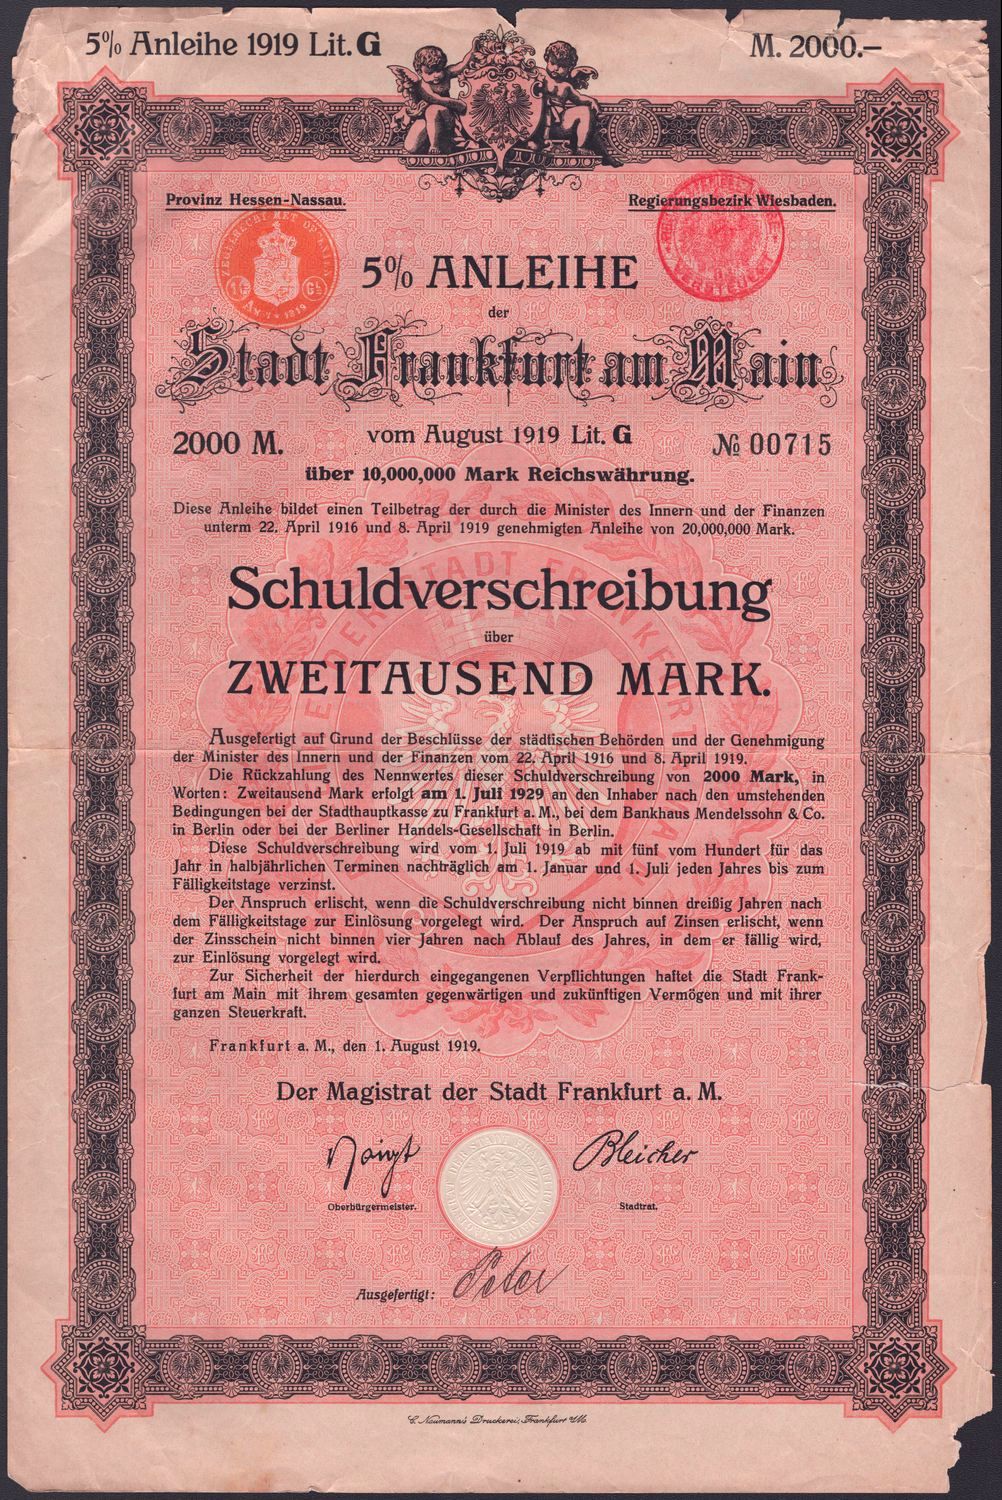 5% Anleihe 1919 Lit. G
M. 2000.–
Provinz Hessen-Nassau.
Regierungsbezirk Wiesbaden.
ZEGELRECHT MET OPCENTEN
5% ANLEIHE
der
Stadt Frankfurt am Main
2000 M.
vom August 1919 Lit. G
№ 00715
über 10,000,000 Mark Reichswährung.
Diese Anleihe bildet einen Teilbetrag der durch die Minister des Innern und der Finanzen
unterm 22. April 1916 und 8. April 1919 genehmigten Anleihe von 20,000,000 Mark.
Schuldverschreibung
über
ZWEITAUSEND MARK.
Ausgefertigt auf Grund der Beschlüsse der städtischen Behörden und der Genehmigung
der Minister des Innern und der Finanzen vom 22. April 1916 und 8. April 1919.
Die Rückzahlung des Nennwertes dieser Schuldverschreibung von 2000 Mark, in
Worten: Zweitausend Mark erfolgt am 1. Juli 1929 an den Inhaber nach den umstehenden
Bedingungen bei der Stadthauptkasse zu Frankfurt a. M., bei dem Bankhaus Mendelssohn & Co.
in Berlin oder bei der Berliner Handels-Gesellschaft in Berlin.
Diese Schuldverschreibung wird vom 1. Juli 1919 ab mit fünf vom Hundert für das
Jahr in halbjährlichen Terminen nachträglich am 1. Januar und 1. Juli jeden Jahres bis zum
Fälligkeitstage verzinst.
Der Anspruch erlischt, wenn die Schuldverschreibung nicht binnen dreißig Jahren nach
dem Fälligkeitstage zur Einlösung vorgelegt wird. Der Anspruch auf Zinsen erlischt, wenn
der Zinsschein nicht binnen vier Jahren nach Ablauf des Jahres, in dem er fällig wird,
zur Einlösung vorgelegt wird.
Zur Sicherheit der hierdurch eingegangenen Verpflichtungen haftet die Stadt Frank-
furt am Main mit ihrem gesamten gegenwärtigen und zukünftigen Vermögen und mit ihrer
ganzen Steuerkraft.
Frankfurt a. M., den 1. August 1919.
Der Magistrat der Stadt Frankfurt a. M.
Voigt
Bleicher
Oberbürgermeister.
Stadtrat.
Ausgefertigt: Peter
C. Naumann's Druckerei, Frankfurt a/M.